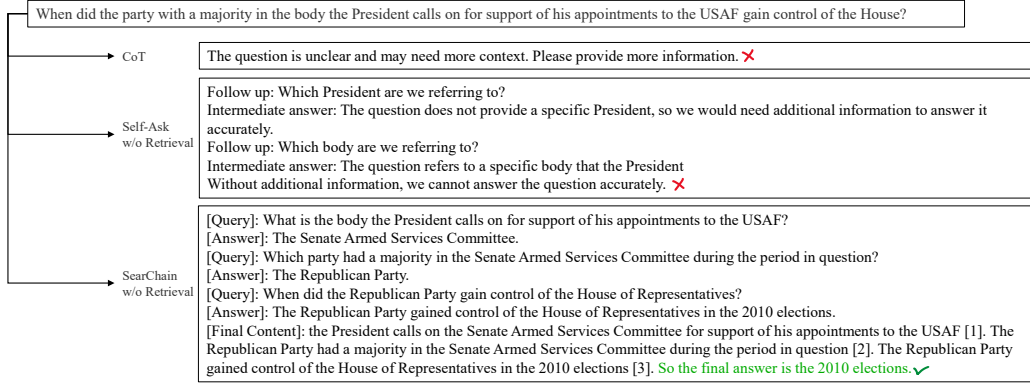 When did the party with a majority in the body the President calls on for support of his appointments to the USAF gain control of the House?
CoT
The question is unclear and may need more context. Please provide more information.
Self-Ask
w/o Retrieval
Follow up: Which President are we referring to?
Intermediate answer: The question does not provide a specific President, so we would need additional information to answer it
accurately.
Follow up: Which body are we referring to?
Intermediate answer: The question refers to a specific body that the President
Without additional information, we cannot answer the question accurately.
SearChain
w/o Retrieval
[Query]: What is the body the President calls on for support of his appointments to the USAF?
[Answer]: The Senate Armed Services Committee.
[Query]: Which party had a majority in the Senate Armed Services Committee during the period in question?
[Answer]: The Republican Party.
[Query]: When did the Republican Party gain control of the House of Representatives?
[Answer]: The Republican Party gained control of the House of Representatives in the 2010 elections.
[Final Content]: the President calls on the Senate Armed Services Committee for support of his appointments to the USAF [1]. The
Republican Party had a majority in the Senate Armed Services Committee during the period in question [2]. The Republican Party
gained control of the House of Representatives in the 2010 elections [3]. So the final answer is the 2010 elections.